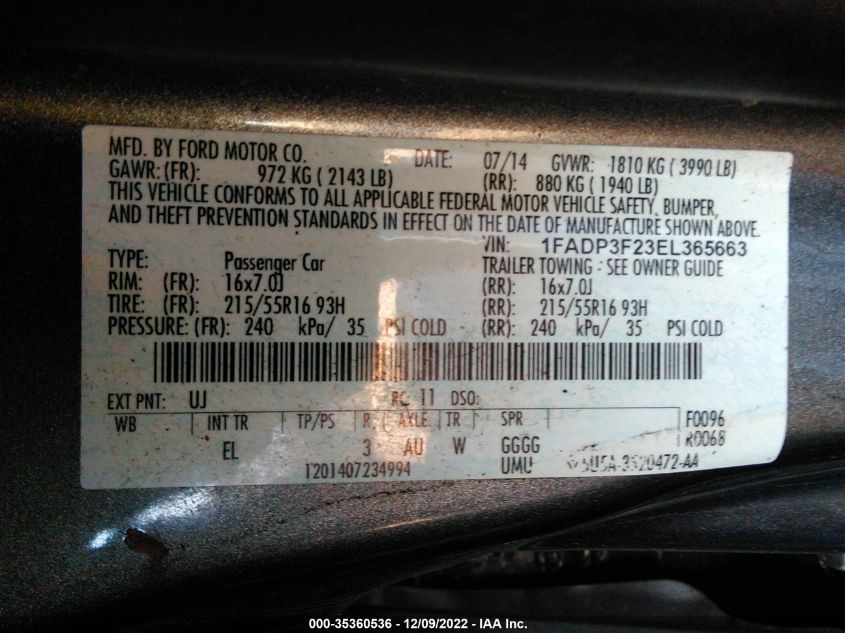 MFD. BY FORD MOTOR CO. DATE: 07/14 GVWR: 1810 KG ( 3990 LB)
GAWR: (FR): 972 KG ( 2143 LB) (RR): 880 KG ( 1940 LB)
THIS VEHICLE CONFORMS TO ALL APPLICABLE FEDERAL MOTOR VEHICLE SAFETY, BUMPER,
AND THEFT PREVENTION STANDARDS IN EFFECT ON THE DATE OF MANUFACTURE SHOWN ABOVE.
VIN: 1FADP3F23EL365663
TYPE: Passenger Car TRAILER TOWING - SEE OWNER GUIDE
RIM: (FR): 16x7.0J (RR): 16x7.0J
TIRE: (FR): 215/55R16 93H (RR): 215/55R16 93H
PRESSURE: (FR): 240 kPa/ 35 PSI COLD (RR): 240 kPa/ 35 PSI COLD
EXT PNT: UJ RC: 11 DSO:
WB INT TR TP/PS R AXLE TR SPR F0096
EL 3 AU W GGGG R0068
T201407234994 UMU
000-35360536 - 12/09/2022 - IAA Inc.